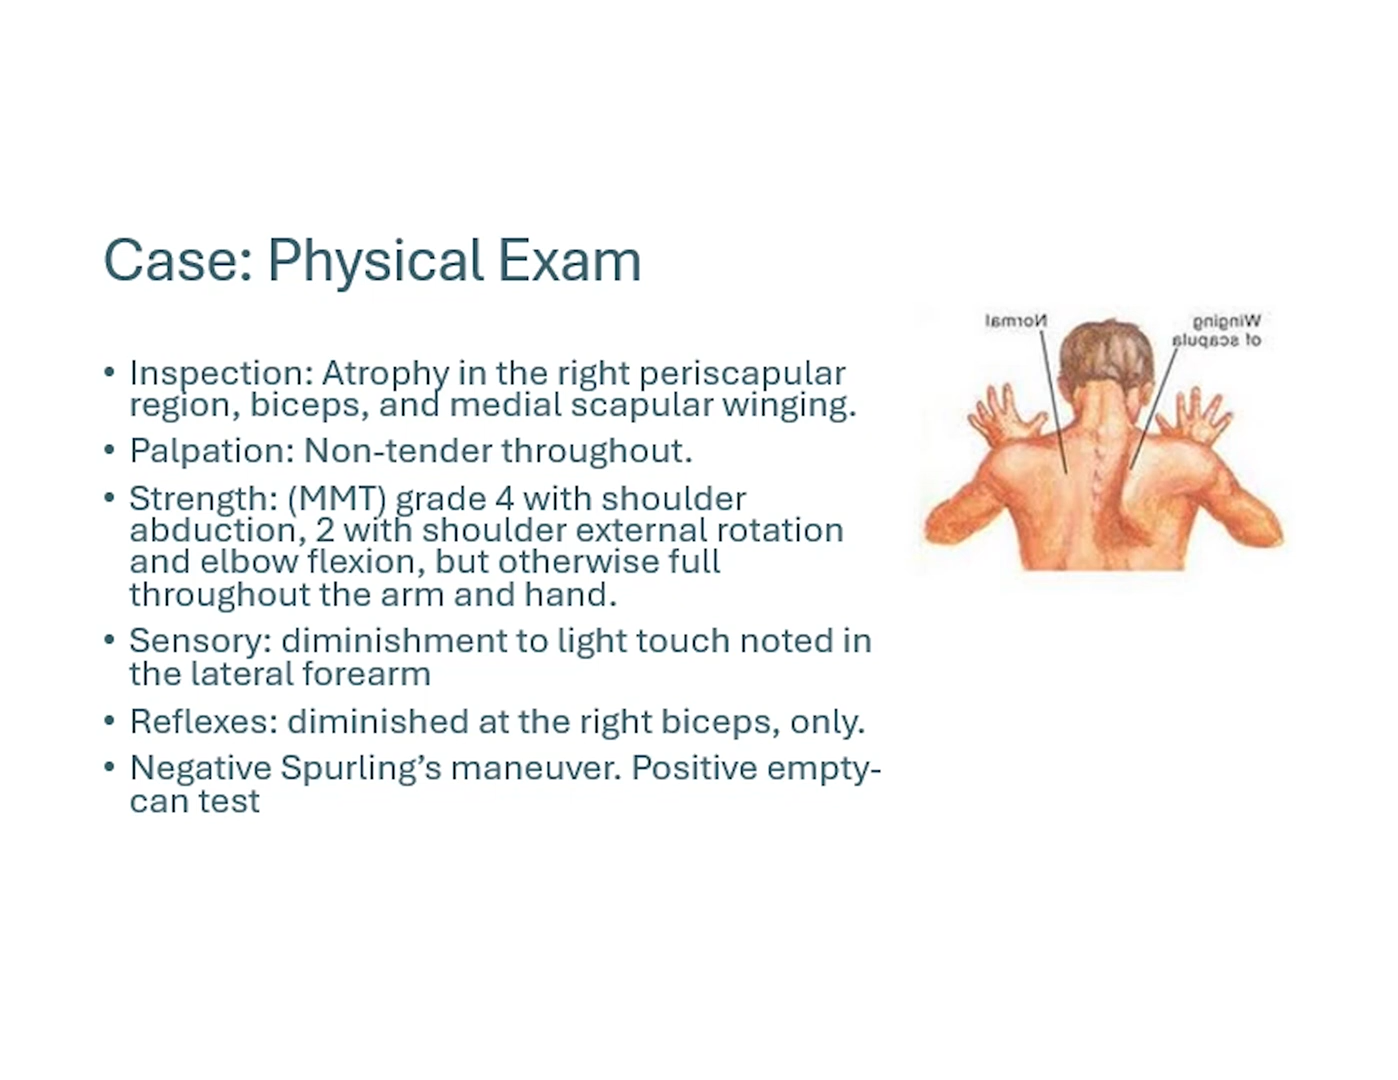 Case: Physical Exam
• Inspection: Atrophy in the right periscapular
region, biceps, and medial scapular winging.
• Palpation: Non-tender throughout.
• Strength: (MMT) grade 4 with shoulder
abduction, 2 with shoulder external rotation
and elbow flexion, but otherwise full
throughout the arm and hand.
• Sensory: diminishment to light touch noted in
the lateral forearm
• Reflexes: diminished at the right biceps, only.
• Negative Spurling’s maneuver. Positive empty-
can test
Normal
Winging
of scapula